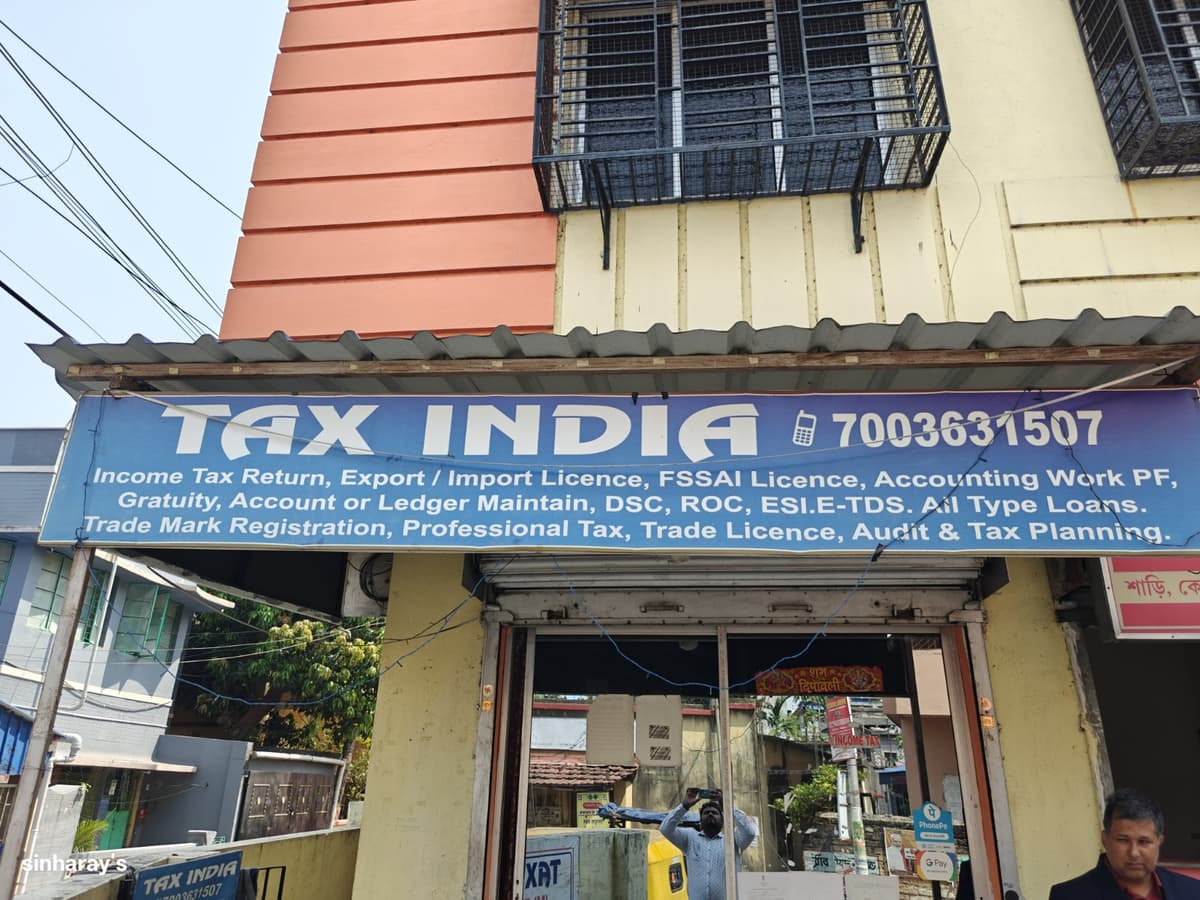 TAX INDIA 7003631507
Income Tax Return, Export / Import Licence, FSSAI Licence, Accounting Work PF,
Gratuity, Account or Ledger Maintain, DSC, ROC, ESI.E-TDS. All Type Loans.
Trade Mark Registration, Professional Tax, Trade Licence, Audit & Tax Planning.
শাড়ি,
शुभ
दिपावली
INCOME TAX
PhonePe
G Pay
XAT
TAX INDIA
7003631507
sinharay's